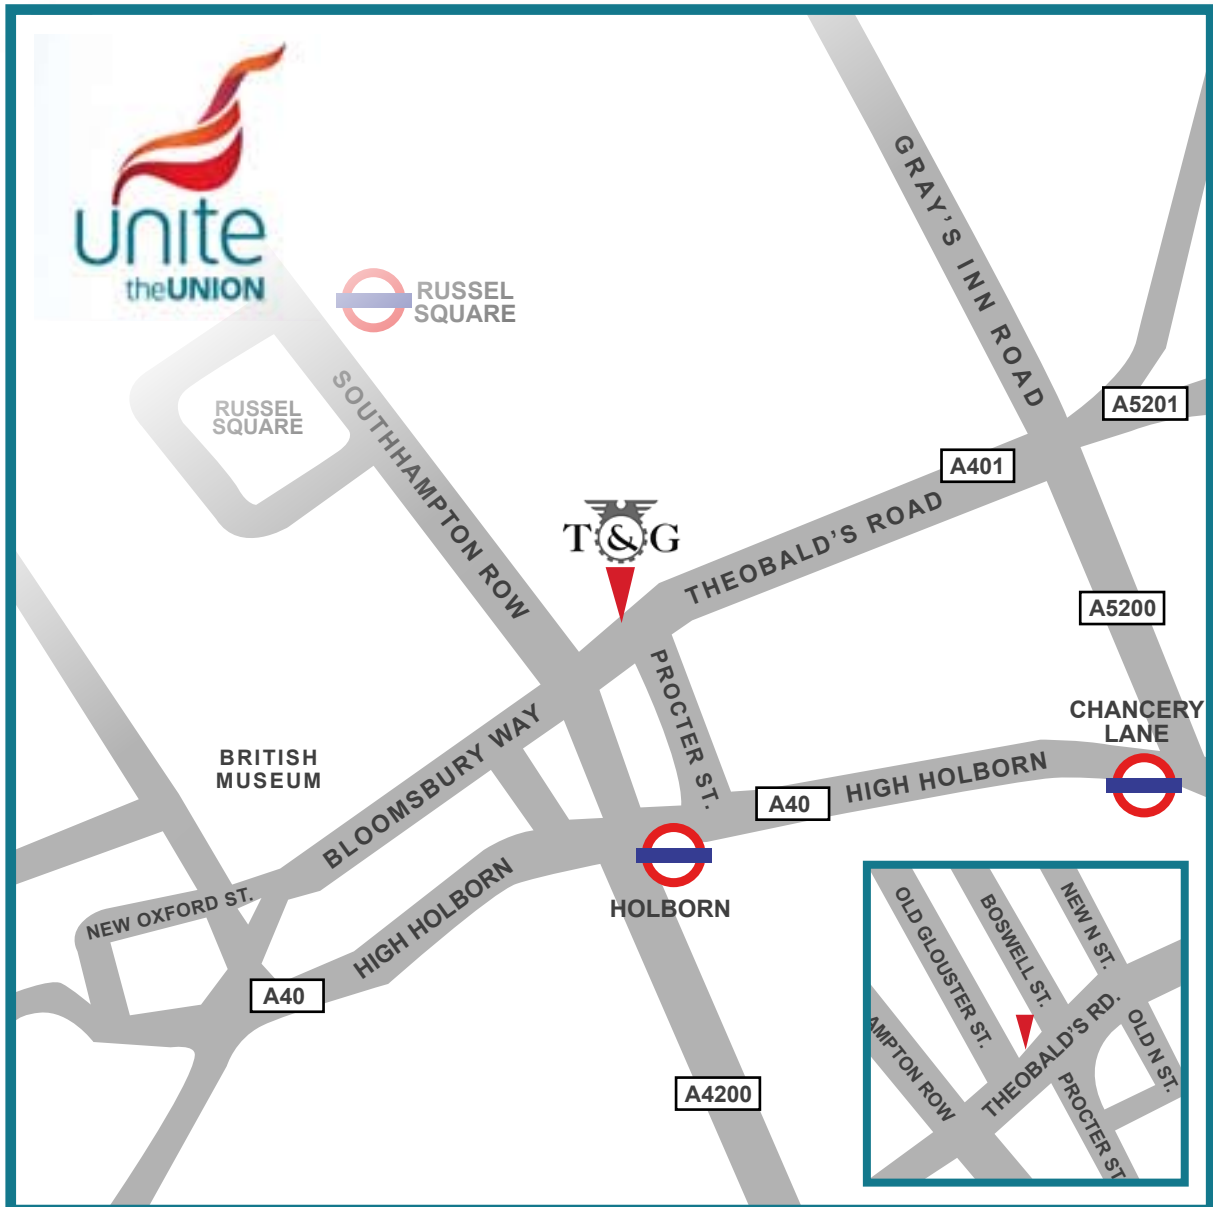 unite
theUNION
RUSSEL
SQUARE
RUSSEL
SQUARE
SOUTHHAMPTON ROW
GRAY'S INN ROAD
A5201
A401
T&G
THEOBALD'S ROAD
A5200
PROCTER ST.
CHANCERY
LANE
BRITISH
MUSEUM
BLOOMSBURY WAY
A40
HIGH HOLBORN
HOLBORN
NEW OXFORD ST.
HIGH HOLBORN
A40
A4200
OLD GLOUSTER ST.
BOSWELL ST.
NEW N ST.
THEOBALD'S RD.
OLD N ST.
AMPTON ROW
PROCTER ST